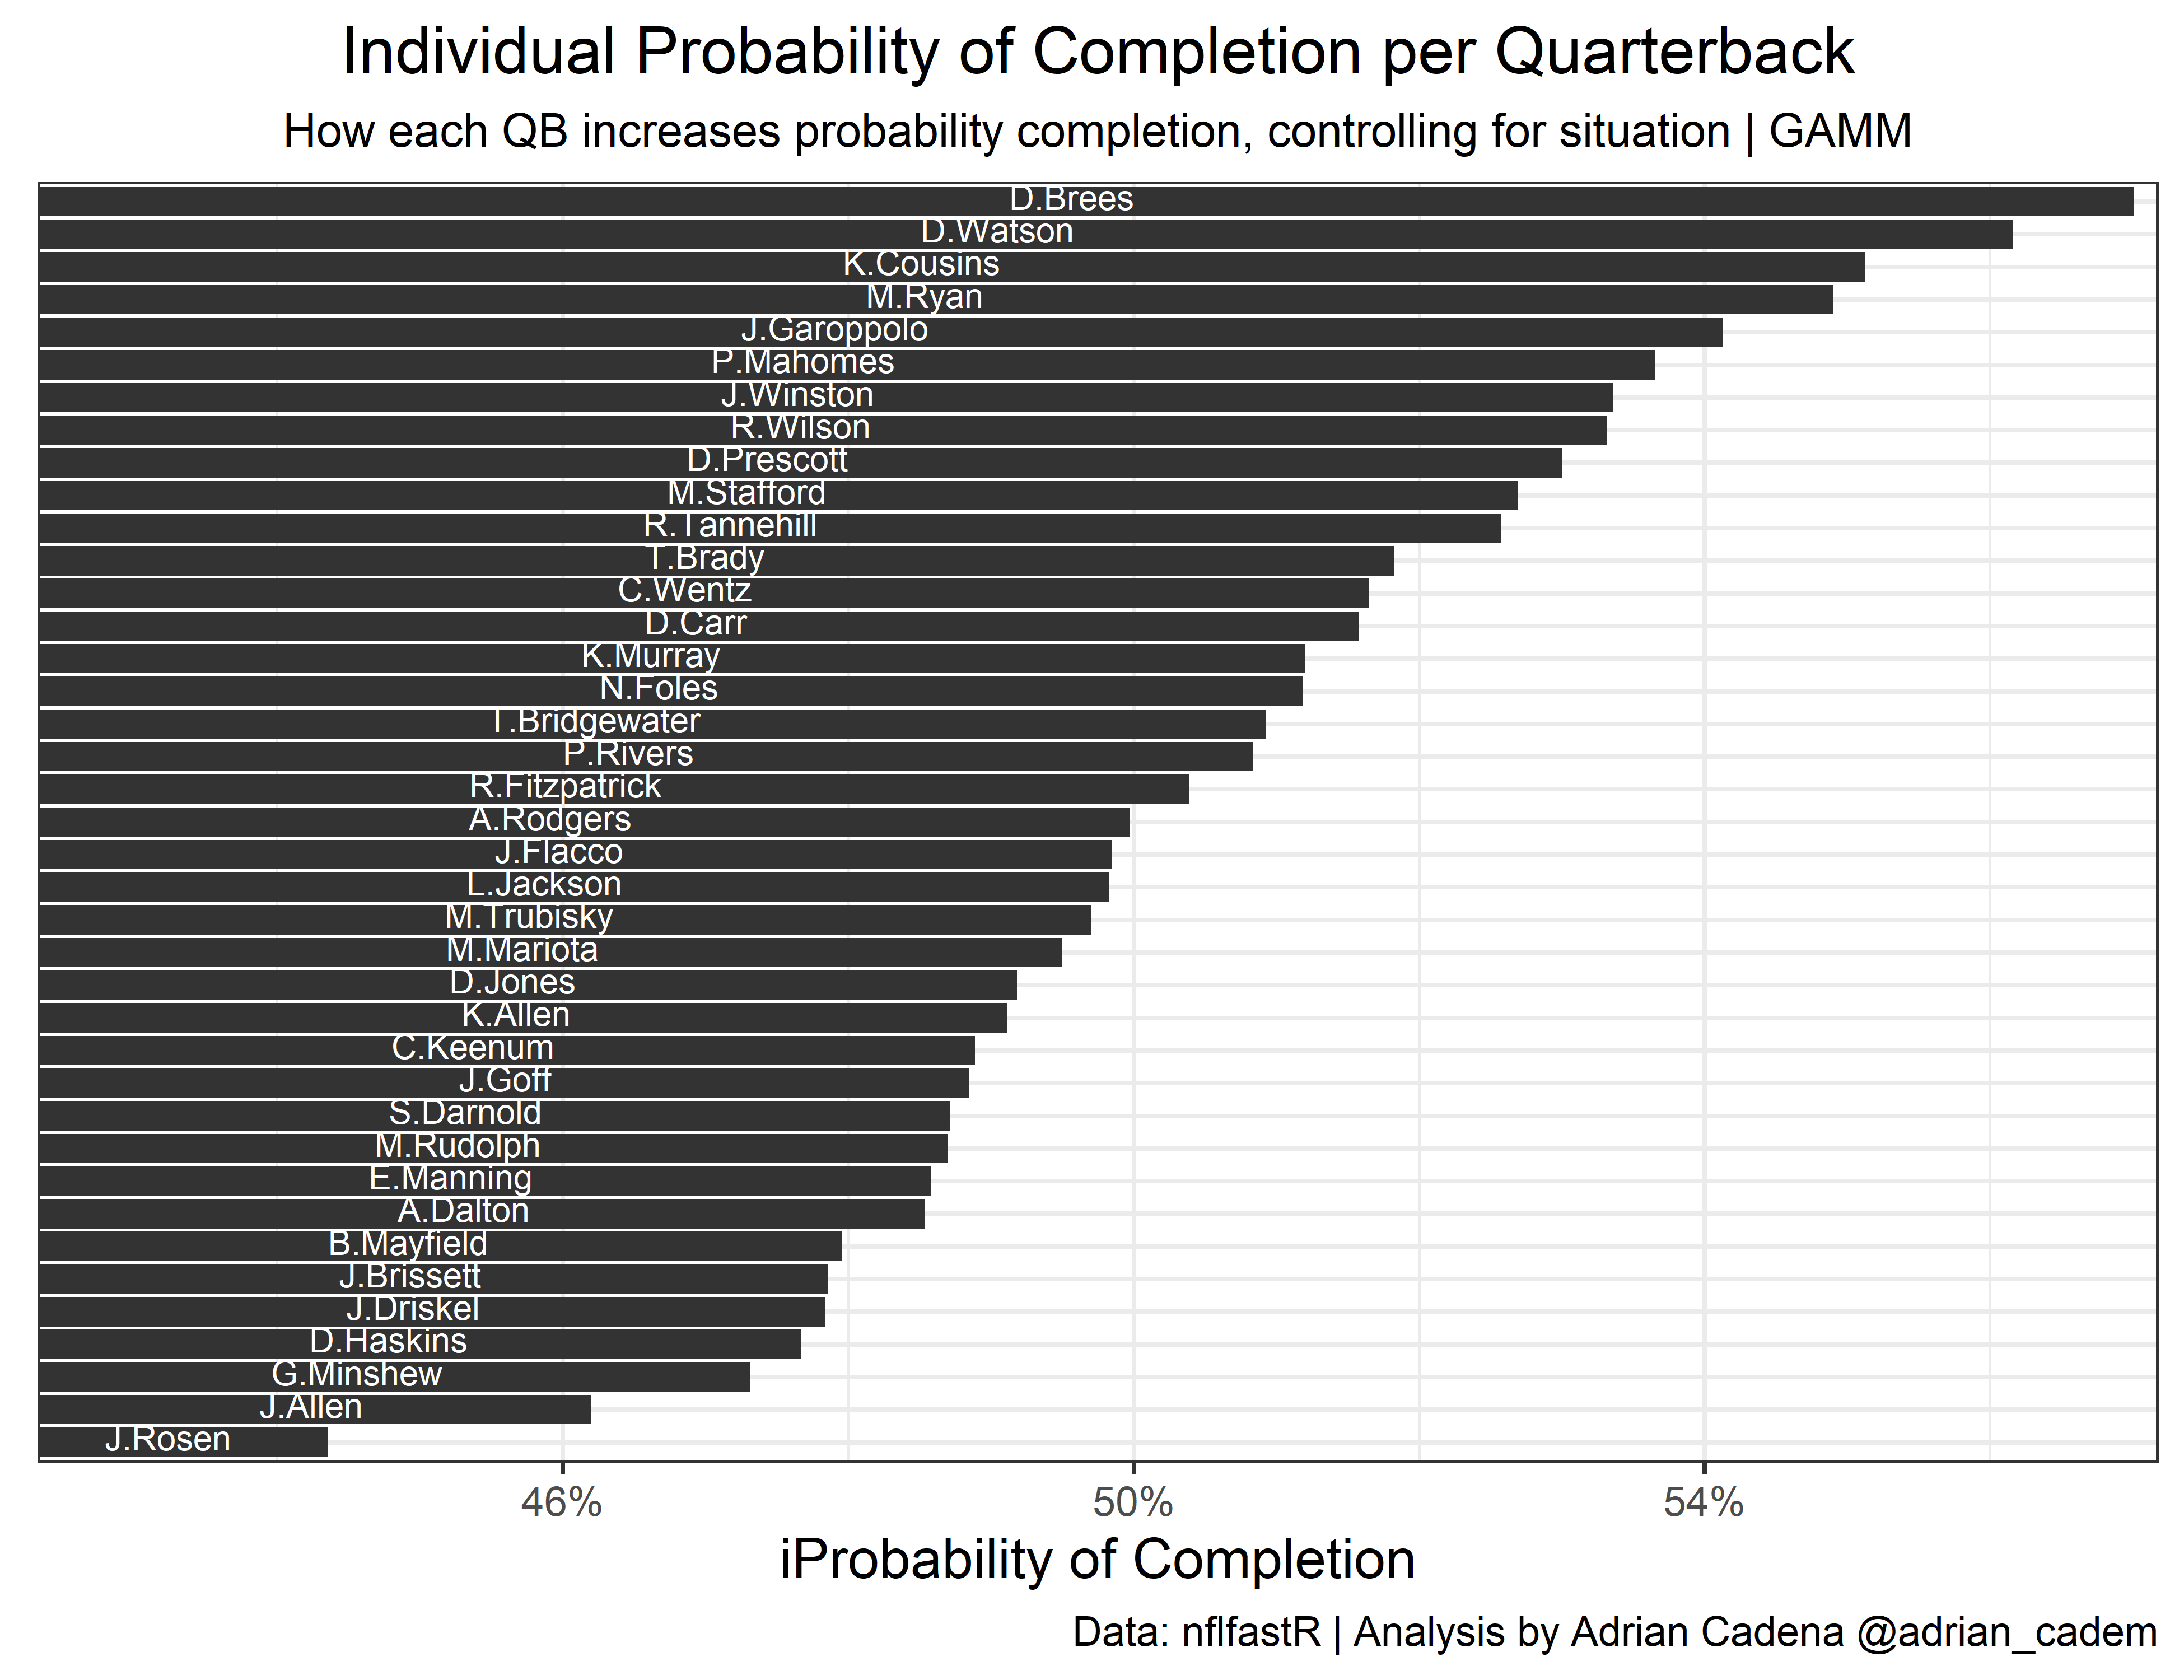 Individual Probability of Completion per Quarterback
How each QB increases probability completion, controlling for situation | GAMM
D.Brees
D.Watson
K.Cousins
M.Ryan
J.Garoppolo
P.Mahomes
J.Winston
R.Wilson
D.Prescott
M.Stafford
R.Tannehill
T.Brady
C.Wentz
D.Carr
K.Murray
N.Foles
T.Bridgewater
P.Rivers
R.Fitzpatrick
A.Rodgers
J.Flacco
L.Jackson
M.Trubisky
M.Mariota
D.Jones
K.Allen
C.Keenum
J.Goff
S.Darnold
M.Rudolph
E.Manning
A.Dalton
B.Mayfield
J.Brissett
J.Driskel
D.Haskins
G.Minshew
J.Allen
J.Rosen
46% 50% 54%
iProbability of Completion
Data: nflfastR | Analysis by Adrian Cadena @adrian_cadem